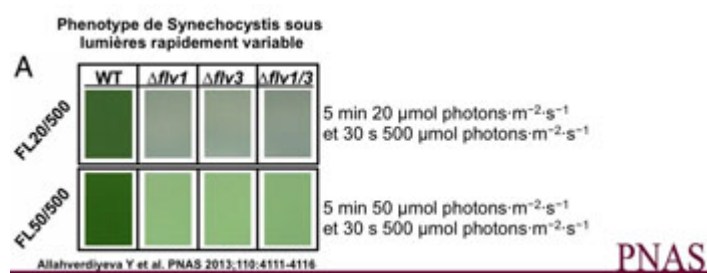 Phenotype de Synechocystis sous
lumières rapidement variable
A
WT Δflv1 Δflv3 Δflv1/3
FL20/500
5 min 20 µmol photons·m⁻²·s⁻¹
et 30 s 500 µmol photons·m⁻²·s⁻¹
FL50/500
5 min 50 µmol photons·m⁻²·s⁻¹
et 30 s 500 µmol photons·m⁻²·s⁻¹
Allahverdiyeva Y et al. PNAS 2013;110:4111-4116
PNAS